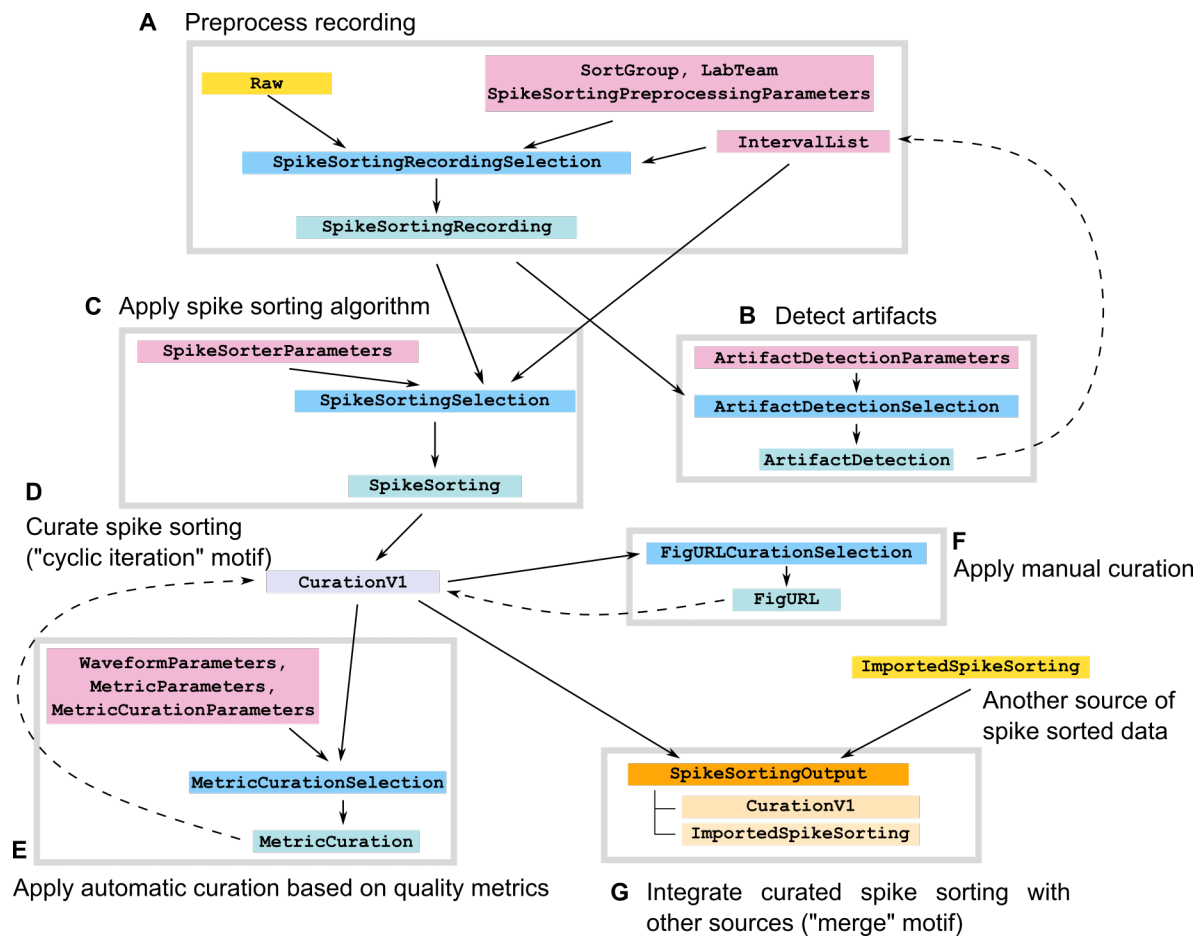 A Preprocess recording
Raw
SortGroup, LabTeam
SpikeSortingPreprocessingParameters
IntervalList
SpikeSortingRecordingSelection
SpikeSortingRecording
C Apply spike sorting algorithm
SpikeSorterParameters
SpikeSortingSelection
SpikeSorting
B Detect artifacts
ArtifactDetectionParameters
ArtifactDetectionSelection
ArtifactDetection
D
Curate spike sorting
("cyclic iteration" motif)
CurationV1
FigURLCurationSelection
FigURL
F
Apply manual curation
WaveformParameters,
MetricParameters,
MetricCurationParameters
MetricCurationSelection
MetricCuration
E
Apply automatic curation based on quality metrics
ImportedSpikeSorting
Another source of
spike sorted data
SpikeSortingOutput
CurationV1
ImportedSpikeSorting
G Integrate curated spike sorting with
other sources ("merge" motif)